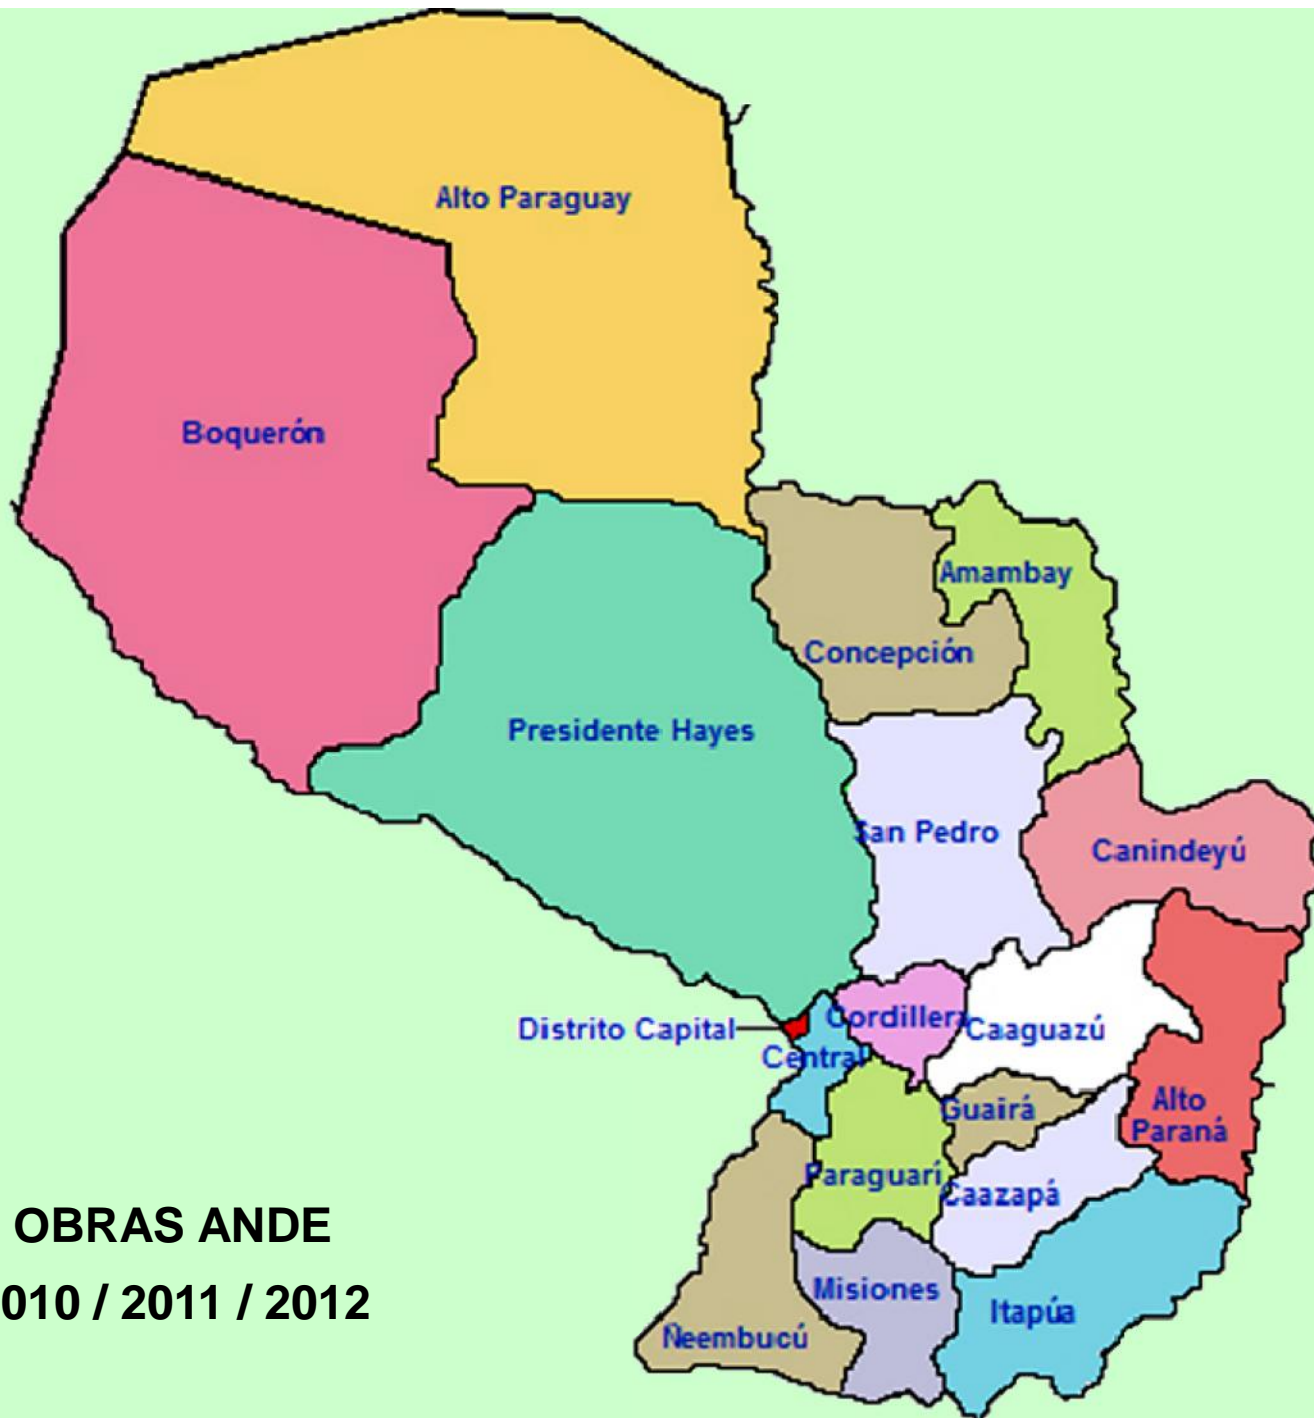 Alto Paraguay
Boquerón
Amambay
Concepción
Presidente Hayes
San Pedro
Canindeyú
Distrito Capital
Cordillera
Caaguazú
Central
Guairá
Alto
Paraná
Paraguarí
Caazapá
Misiones
Itapúa
Ñeembucú
OBRAS ANDE
010 / 2011 / 2012